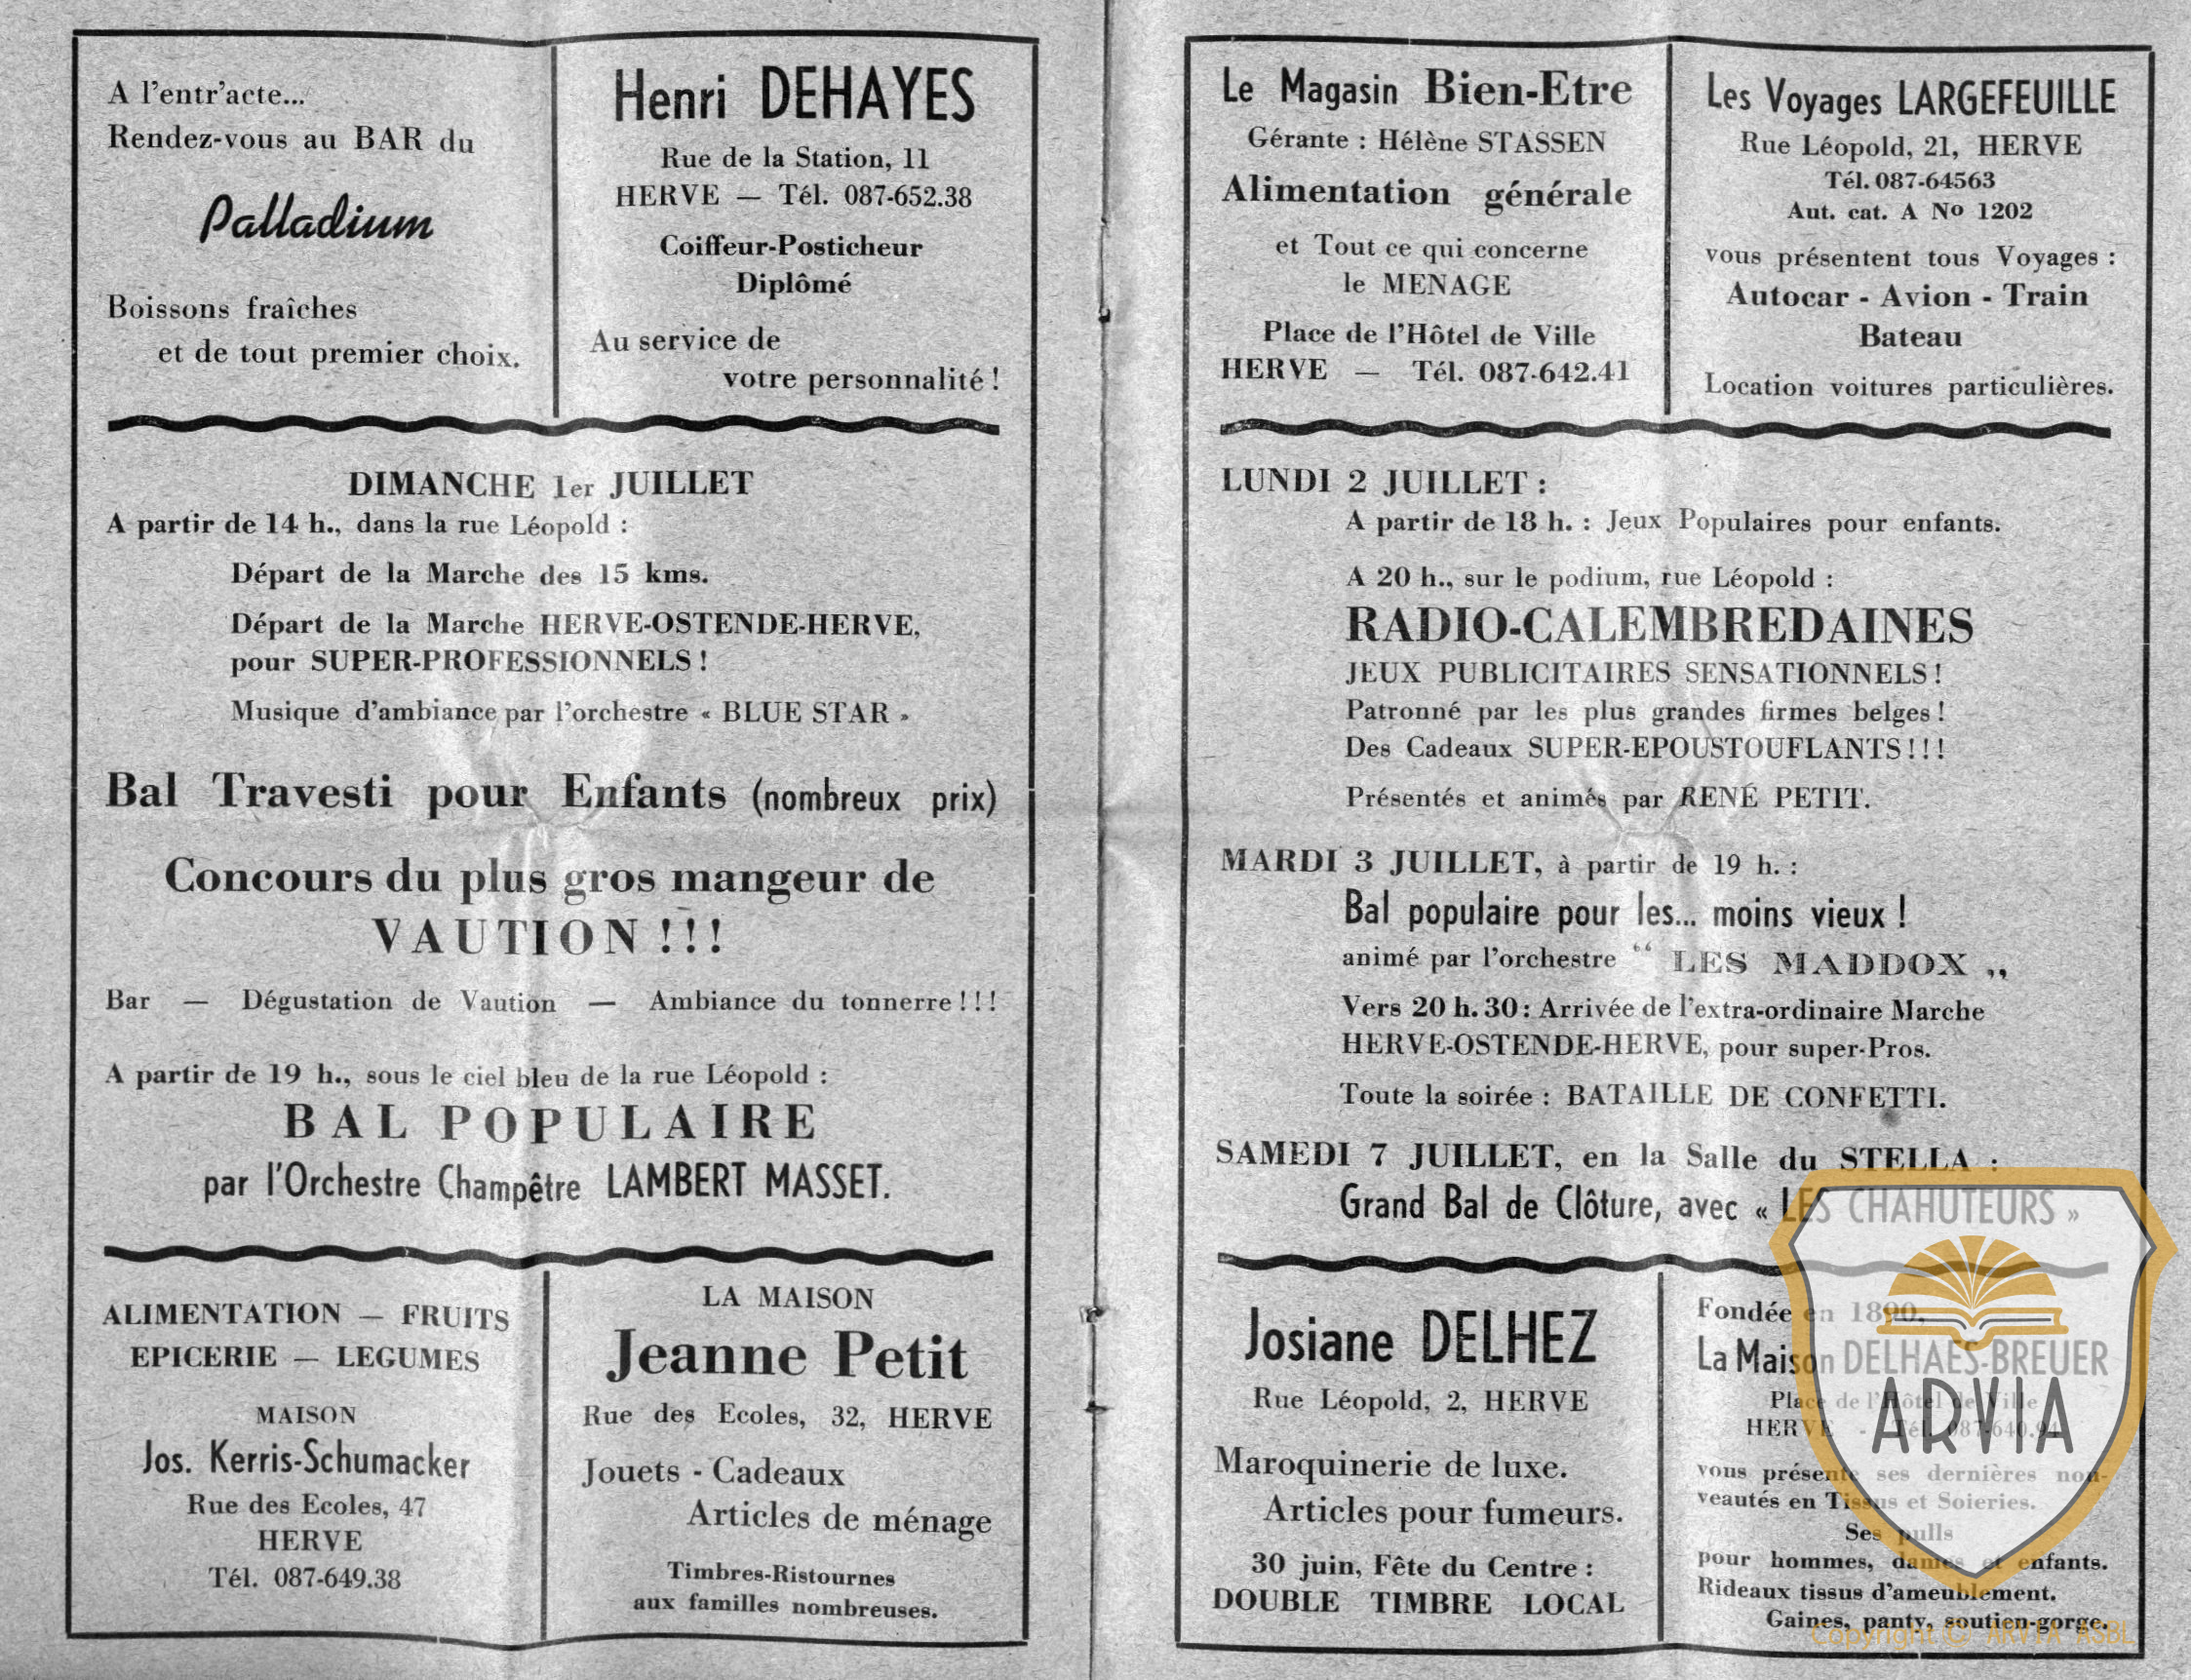 A l'entr'acte...
Rendez-vous au BAR du
Palladium
Boissons fraîches
et de tout premier choix.
Henri DEHAYES
Rue de la Station, 11
HERVE — Tél. 087-652.38
Coiffeur-Posticheur
Diplômé
Au service de
votre personnalité !
DIMANCHE 1er JUILLET
A partir de 14 h., dans la rue Léopold :
Départ de la Marche des 15 kms.
Départ de la Marche HERVE-OSTENDE-HERVE,
pour SUPER-PROFESSIONNELS !
Musique d'ambiance par l'orchestre « BLUE STAR »
Bal Travesti pour Enfants (nombreux prix)
Concours du plus gros mangeur de
VAUTION !!!
Bar — Dégustation de Vaution — Ambiance du tonnerre !!!
A partir de 19 h., sous le ciel bleu de la rue Léopold :
BAL POPULAIRE
par l'Orchestre Champêtre LAMBERT MASSET.
ALIMENTATION — FRUITS
EPICERIE — LEGUMES
MAISON
Jos. Kerris-Schumacker
Rue des Ecoles, 47
HERVE
Tél. 087-649.38
LA MAISON
Jeanne Petit
Rue des Ecoles, 32, HERVE
Jouets - Cadeaux
Articles de ménage
Timbres-Ristournes
aux familles nombreuses.
Le Magasin Bien-Etre
Gérante : Hélène STASSEN
Alimentation générale
et Tout ce qui concerne
le MENAGE
Place de l'Hôtel de Ville
HERVE — Tél. 087-642.41
Les Voyages LARGEFEUILLE
Rue Léopold, 21, HERVE
Tél. 087-64563
Aut. cat. A No 1202
vous présentent tous Voyages :
Autocar - Avion - Train
Bateau
Location voitures particulières.
LUNDI 2 JUILLET :
A partir de 18 h. : Jeux Populaires pour enfants.
A 20 h., sur le podium, rue Léopold :
RADIO-CALEMBREDAINES
JEUX PUBLICITAIRES SENSATIONNELS !
Patronné par les plus grandes firmes belges !
Des Cadeaux SUPER-EPOUSTOUFLANTS !!!
Présentés et animés par RENÉ PETIT.
MARDI 3 JUILLET, à partir de 19 h. :
Bal populaire pour les... moins vieux !
animé par l'orchestre “ LES MADDOX „
Vers 20 h. 30 : Arrivée de l'extra-ordinaire Marche
HERVE-OSTENDE-HERVE, pour super-Pros.
Toute la soirée : BATAILLE DE CONFETTI.
SAMEDI 7 JUILLET, en la Salle du STELLA :
Grand Bal de Clôture, avec « LES CHAHUTEURS »
Josiane DELHEZ
Rue Léopold, 2, HERVE
Maroquinerie de luxe.
Articles pour fumeurs.
30 juin, Fête du Centre :
DOUBLE TIMBRE LOCAL
Fondée en 1890,
La Maison DELHAES-BREUER
Place de l'Hôtel de Ville
HERVE - Tél. 087-640.94
vous présente ses dernières nou-
veautés en Tissus et Soieries.
Ses pulls
pour hommes, dames et enfants.
Rideaux tissus d'ameublement.
Gaines, panty, soutien-gorge.
ARVIA
Copyright © ARVIA ASBL